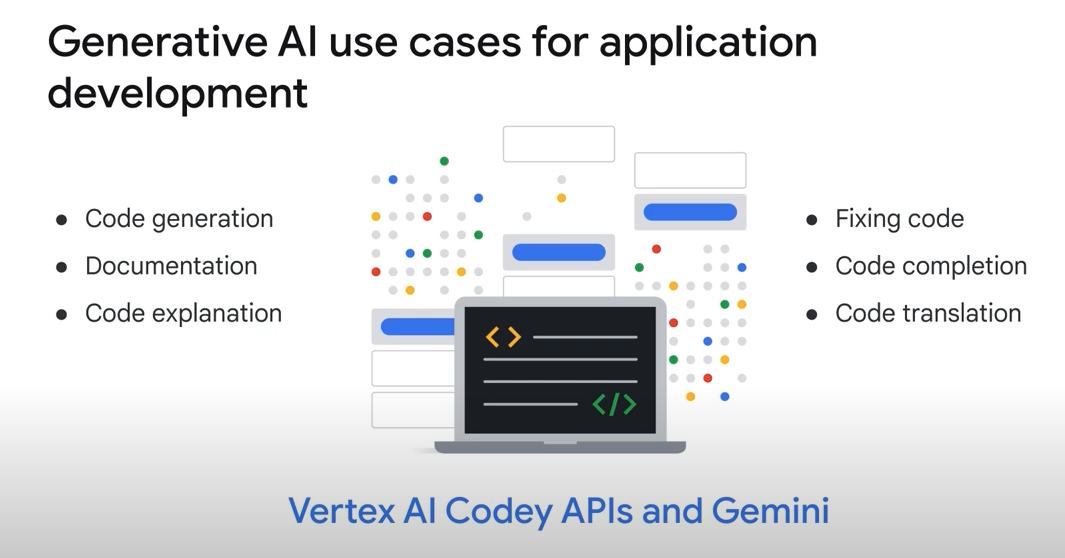 Generative AI use cases for application
development
● Code generation
● Documentation
● Code explanation
● Fixing code
● Code completion
● Code translation
< >
</>
Vertex AI Codey APIs and Gemini